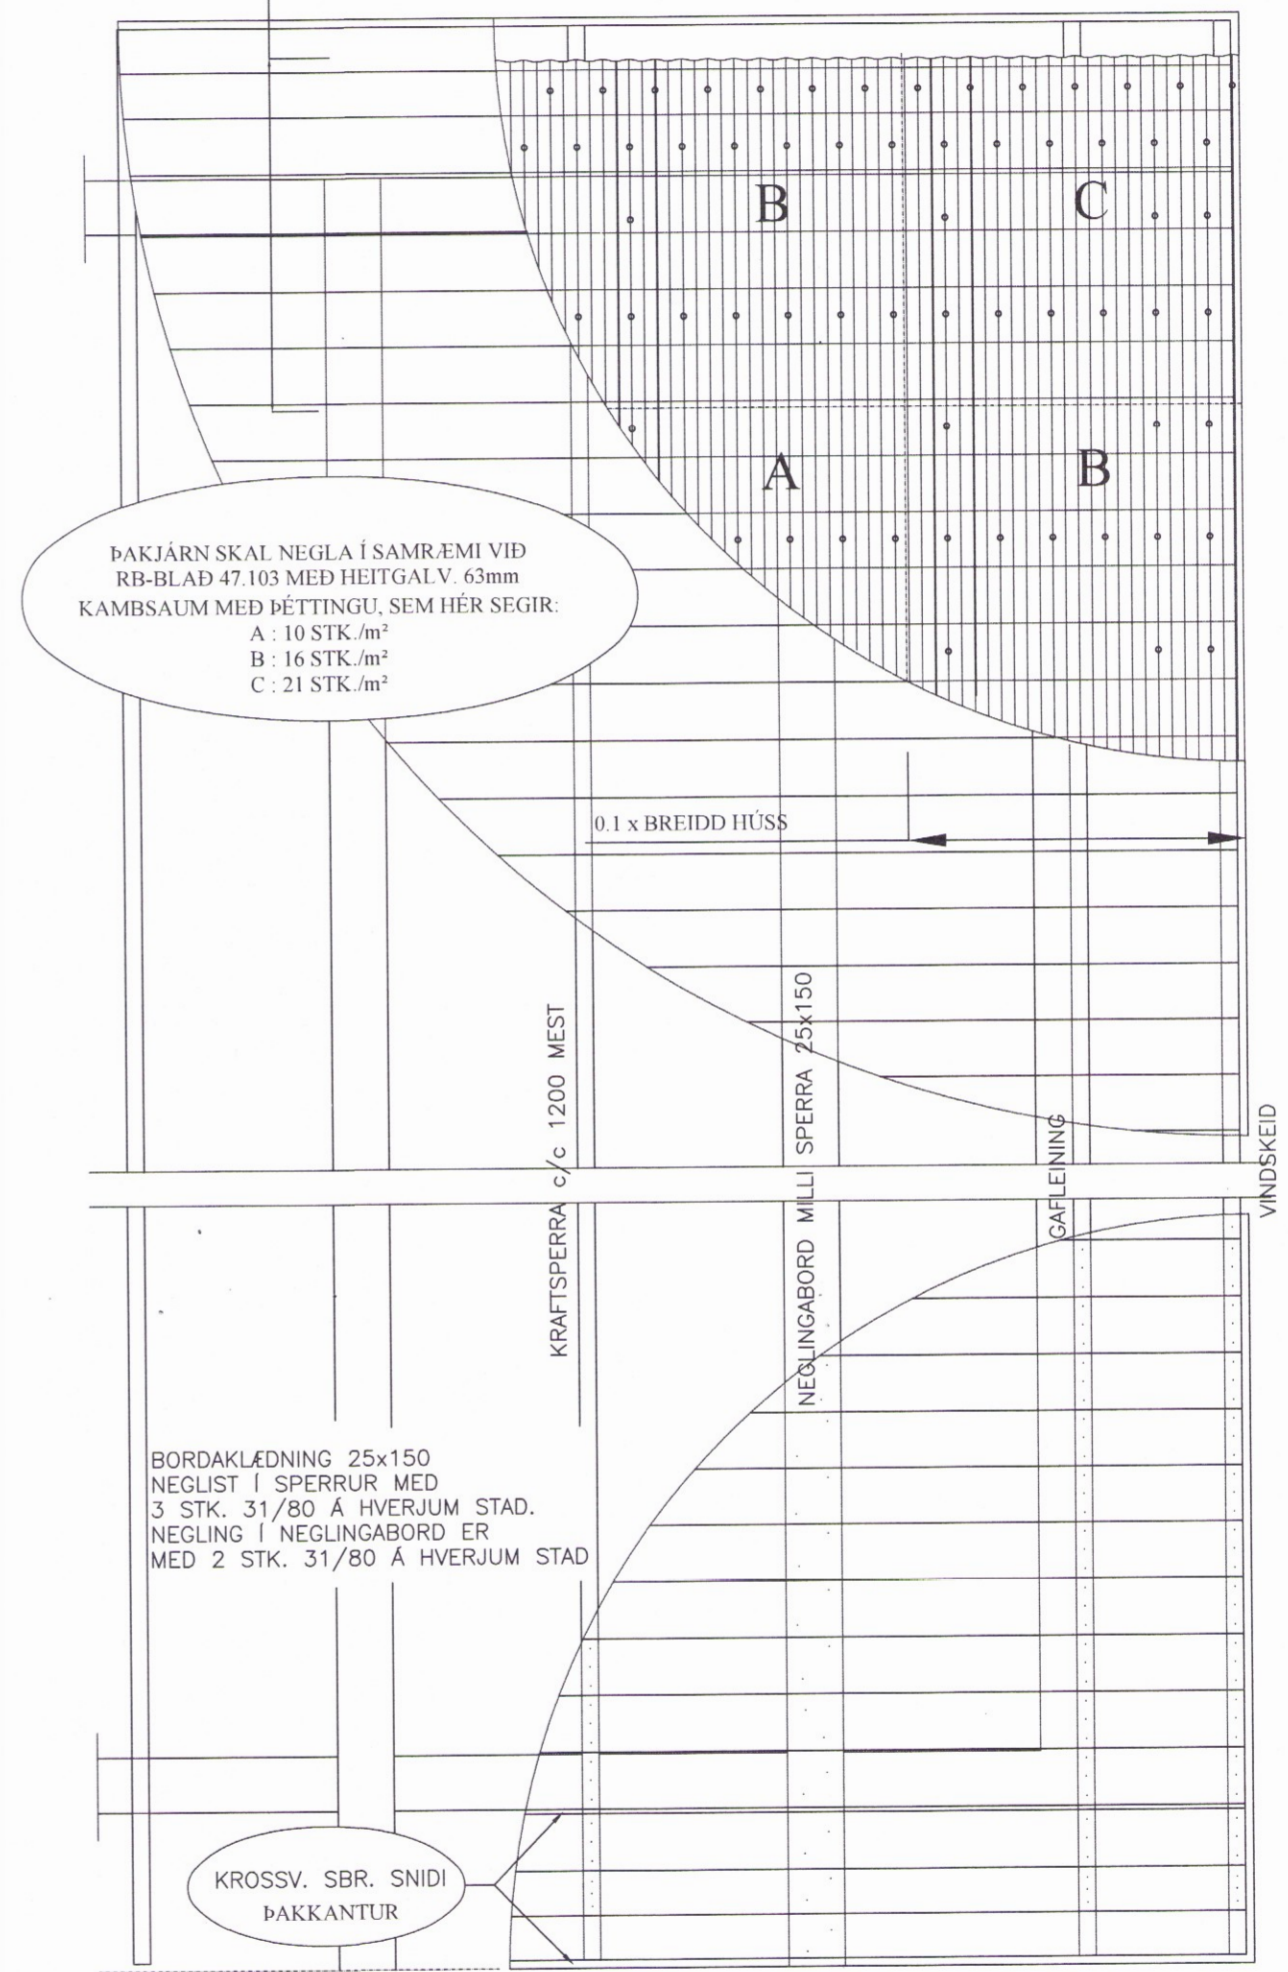 B
C
A
B
ÞAKJÁRN SKAL NEGLA Í SAMRÆMI VIÐ
RB-BLAÐ 47.103 MEÐ HEITGALV. 63mm
KAMBSAUM MEÐ ÞÉTTINGU, SEM HÉR SEGIR:
A : 10 STK./m²
B : 16 STK./m²
C : 21 STK./m²
0.1 x BREIDD HÚSS
KRAFTSPERRA c/c 1200 MEST
NEGLINGABORD MILLI SPERRA 25x150
GAFLEINING
VINDSKEID
BORDAKLÆDNING 25x150
NEGLIST Í SPERRUR MED
3 STK. 31/80 Á HVERJUM STAD.
NEGLING Í NEGLINGABORD ER
MED 2 STK. 31/80 Á HVERJUM STAD
KROSSV. SBR. SNIDI
ÞAKKANTUR